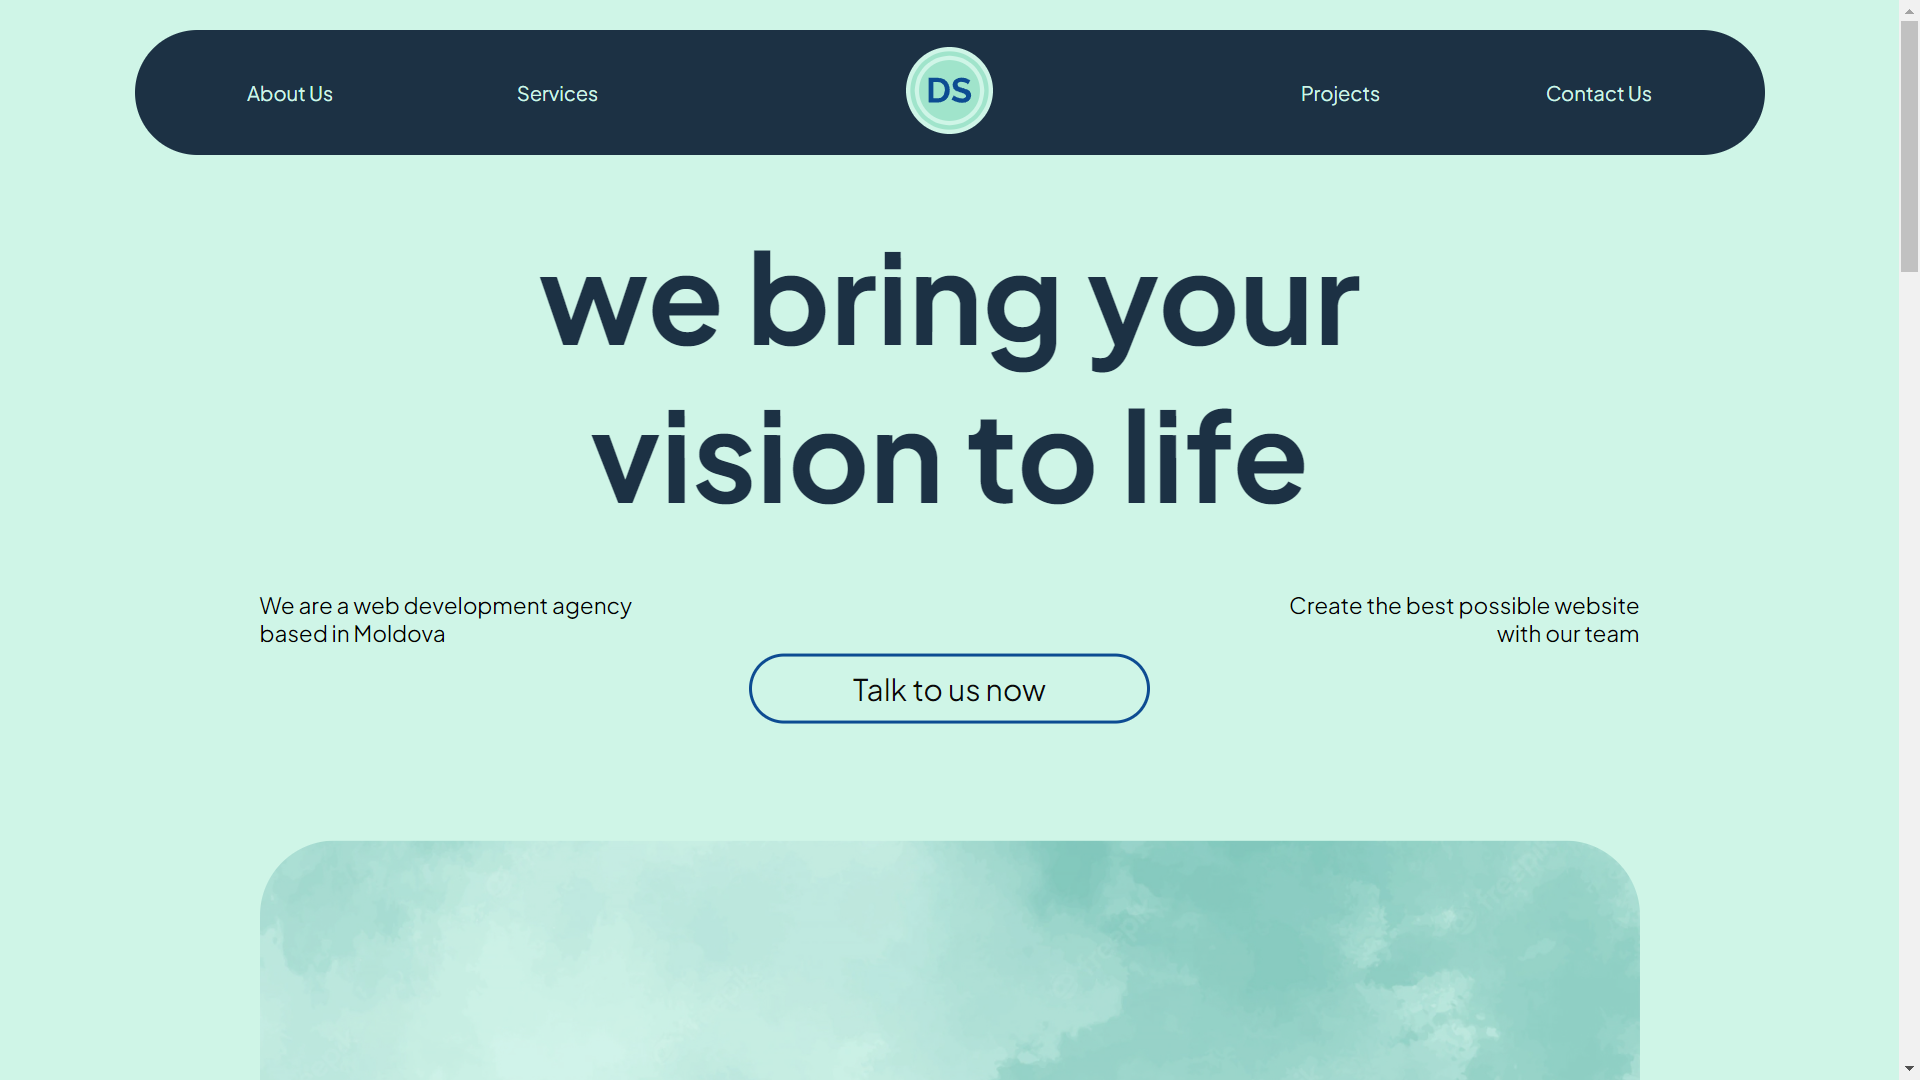 About Us
Services
DS
Projects
Contact Us
we bring your
vision to life
We are a web development agency
based in Moldova
Create the best possible website
with our team
Talk to us now